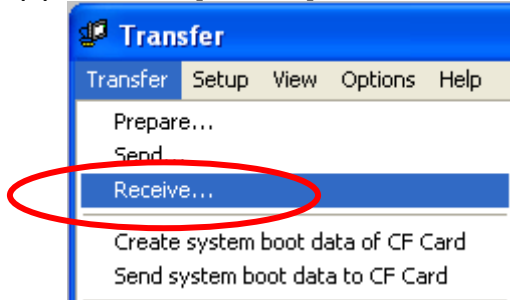 Transfer
Transfer Setup View Options Help
Prepare...
Send...
Receive...
Create system boot data of CF Card
Send system boot data to CF Card